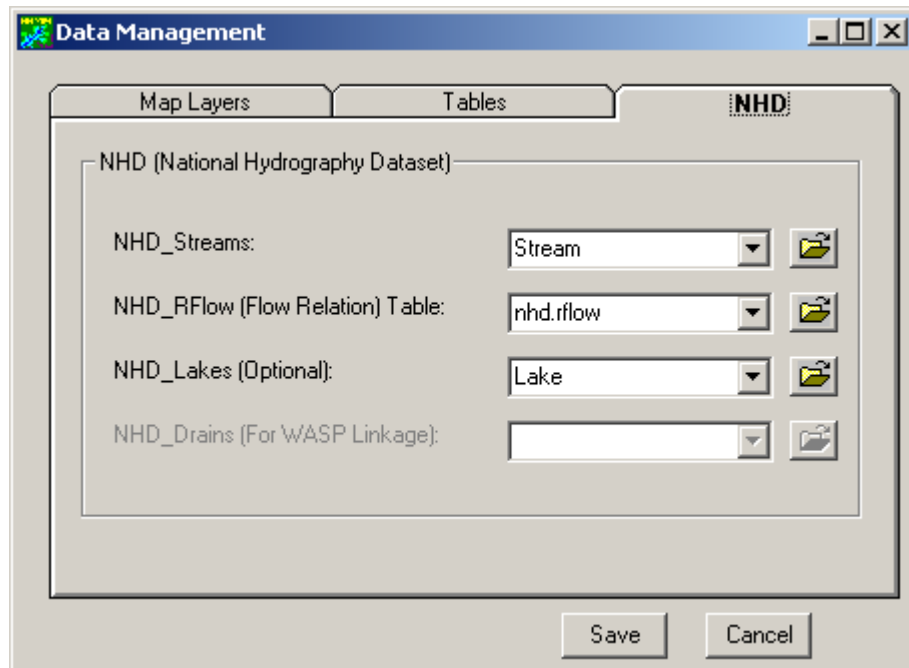 Data Management
Map Layers Tables NHD
NHD (National Hydrography Dataset)
NHD_Streams: Stream
NHD_RFlow (Flow Relation) Table: nhd.rflow
NHD_Lakes (Optional): Lake
NHD_Drains (For WASP Linkage):
Save Cancel